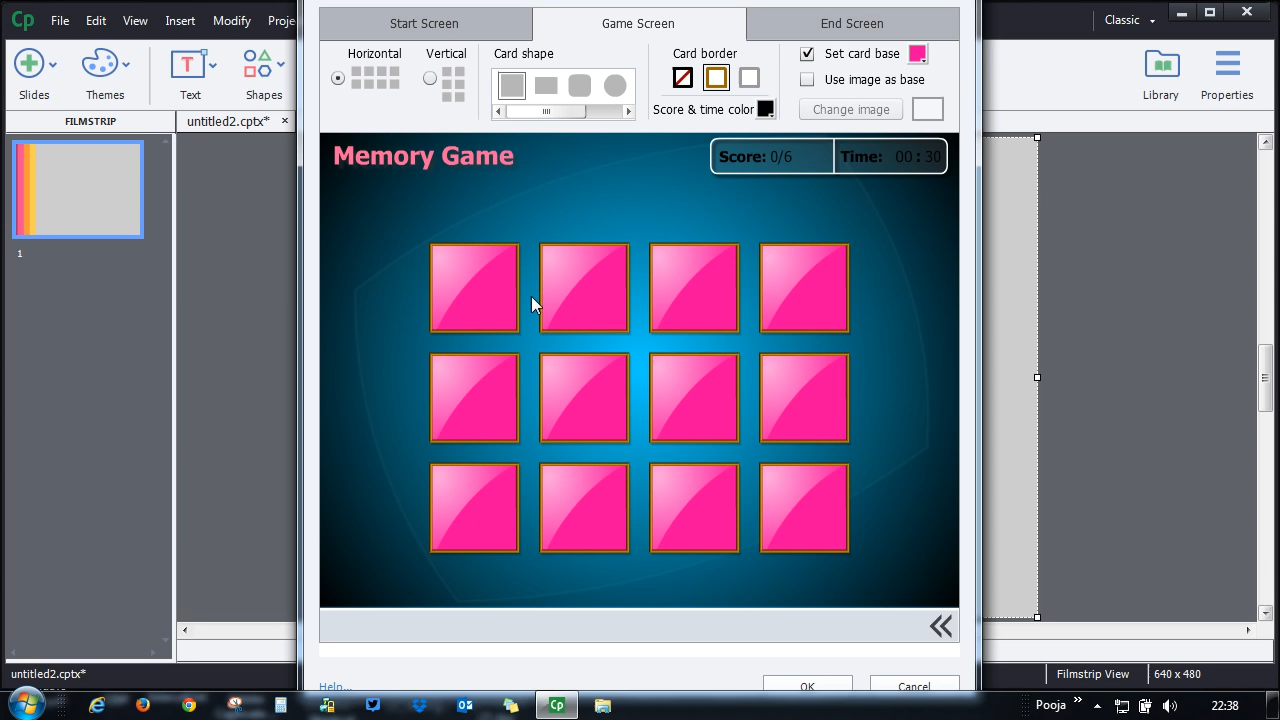 Cp File Edit View Insert Modify Classic
Start Screen Game Screen End Screen
Horizontal Vertical Card shape Card border Set card base
Use image as base
Score & time color Change image
Slides Themes Text Shapes Library Properties
FILMSTRIP untitled2.cptx* ×
Memory Game Score: 0/6 Time: 00 : 30
1
Help... OK Cancel
untitled2.cptx* Filmstrip View 640 x 480
Cp Pooja 22:38